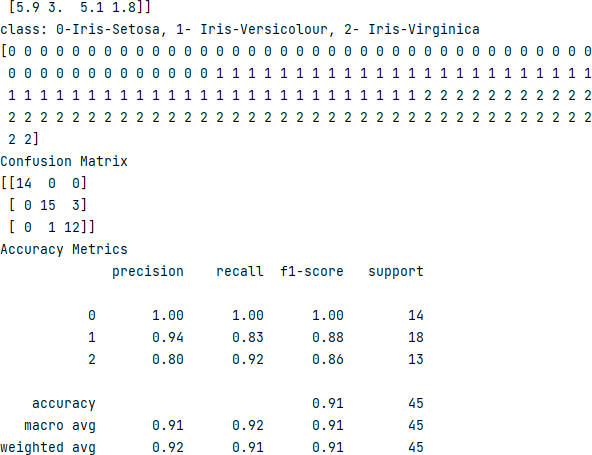 [5.9 3.  5.1 1.8]]
class: 0-Iris-Setosa, 1- Iris-Versicolour, 2- Iris-Virginica
[0 0 0 0 0 0 0 0 0 0 0 0 0 0 0 0 0 0 0 0 0 0 0 0 0 0 0 0 0 0 0 0 0 0 0 0 0
0 0 0 0 0 0 0 0 0 0 0 0 0 1 1 1 1 1 1 1 1 1 1 1 1 1 1 1 1 1 1 1 1 1 1 1 1
1 1 1 1 1 1 1 1 1 1 1 1 1 1 1 1 1 1 1 1 1 1 1 1 1 1 2 2 2 2 2 2 2 2 2 2 2
2 2 2 2 2 2 2 2 2 2 2 2 2 2 2 2 2 2 2 2 2 2 2 2 2 2 2 2 2 2 2 2 2 2 2 2 2
2 2]
Confusion Matrix
[[14  0  0]
[ 0 15  3]
[ 0  1 12]]
Accuracy Metrics
precision    recall  f1-score   support
0       1.00      1.00      1.00        14
1       0.94      0.83      0.88        18
2       0.80      0.92      0.86        13
accuracy                           0.91        45
macro avg       0.91      0.92      0.91        45
weighted avg       0.92      0.91      0.91        45